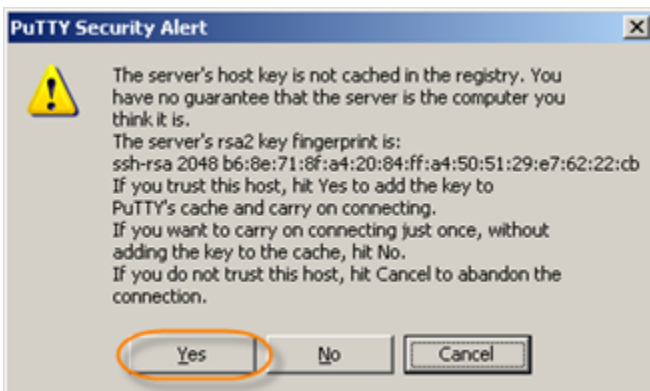 PuTTY Security Alert
The server's host key is not cached in the registry. You
have no guarantee that the server is the computer you
think it is.
The server's rsa2 key fingerprint is:
ssh-rsa 2048 b6:8e:71:8f:a4:20:84:ff:a4:50:51:29:e7:62:22:cb
If you trust this host, hit Yes to add the key to
PuTTY's cache and carry on connecting.
If you want to carry on connecting just once, without
adding the key to the cache, hit No.
If you do not trust this host, hit Cancel to abandon the
connection.
Yes No Cancel